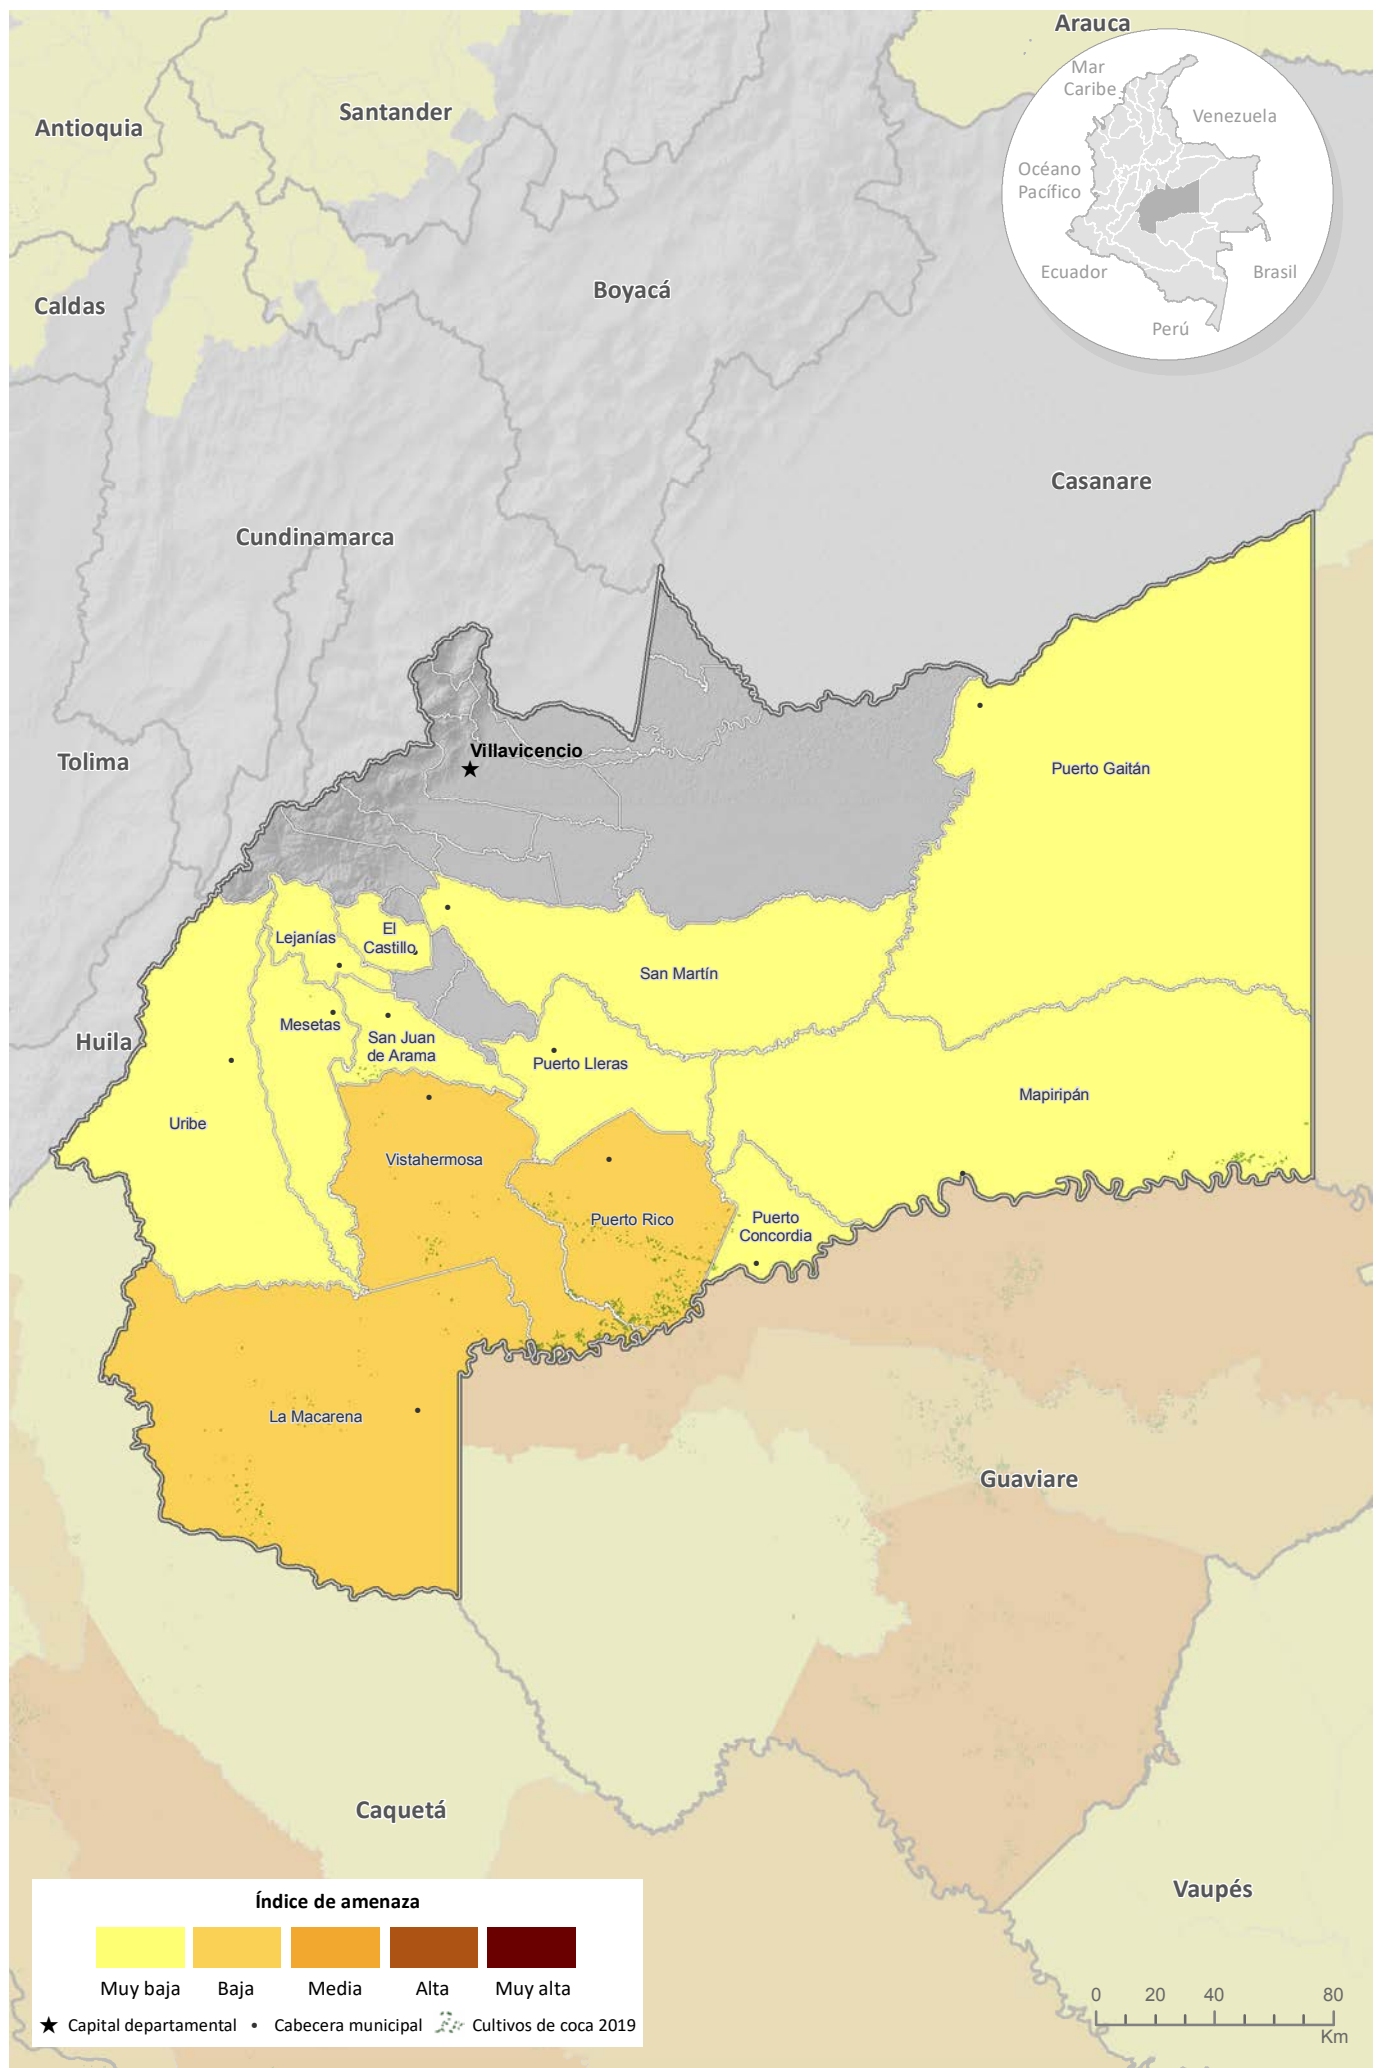 Arauca
Mar
Caribe
Venezuela
Océano
Pacífico
Ecuador
Brasil
Perú
Santander
Antioquia
Boyacá
Caldas
Casanare
Cundinamarca
Villavicencio
Tolima
Puerto Gaitán
Lejanías
El
Castillo
San Martín
Mesetas
San Juan
de Arama
Huila
Puerto Lleras
Mapiripán
Uribe
Vistahermosa
Puerto Rico
Puerto
Concordia
La Macarena
Guaviare
Caquetá
Vaupés
Índice de amenaza
Muy baja Baja Media Alta Muy alta
Capital departamental Cabecera municipal Cultivos de coca 2019
0 20 40 80
Km